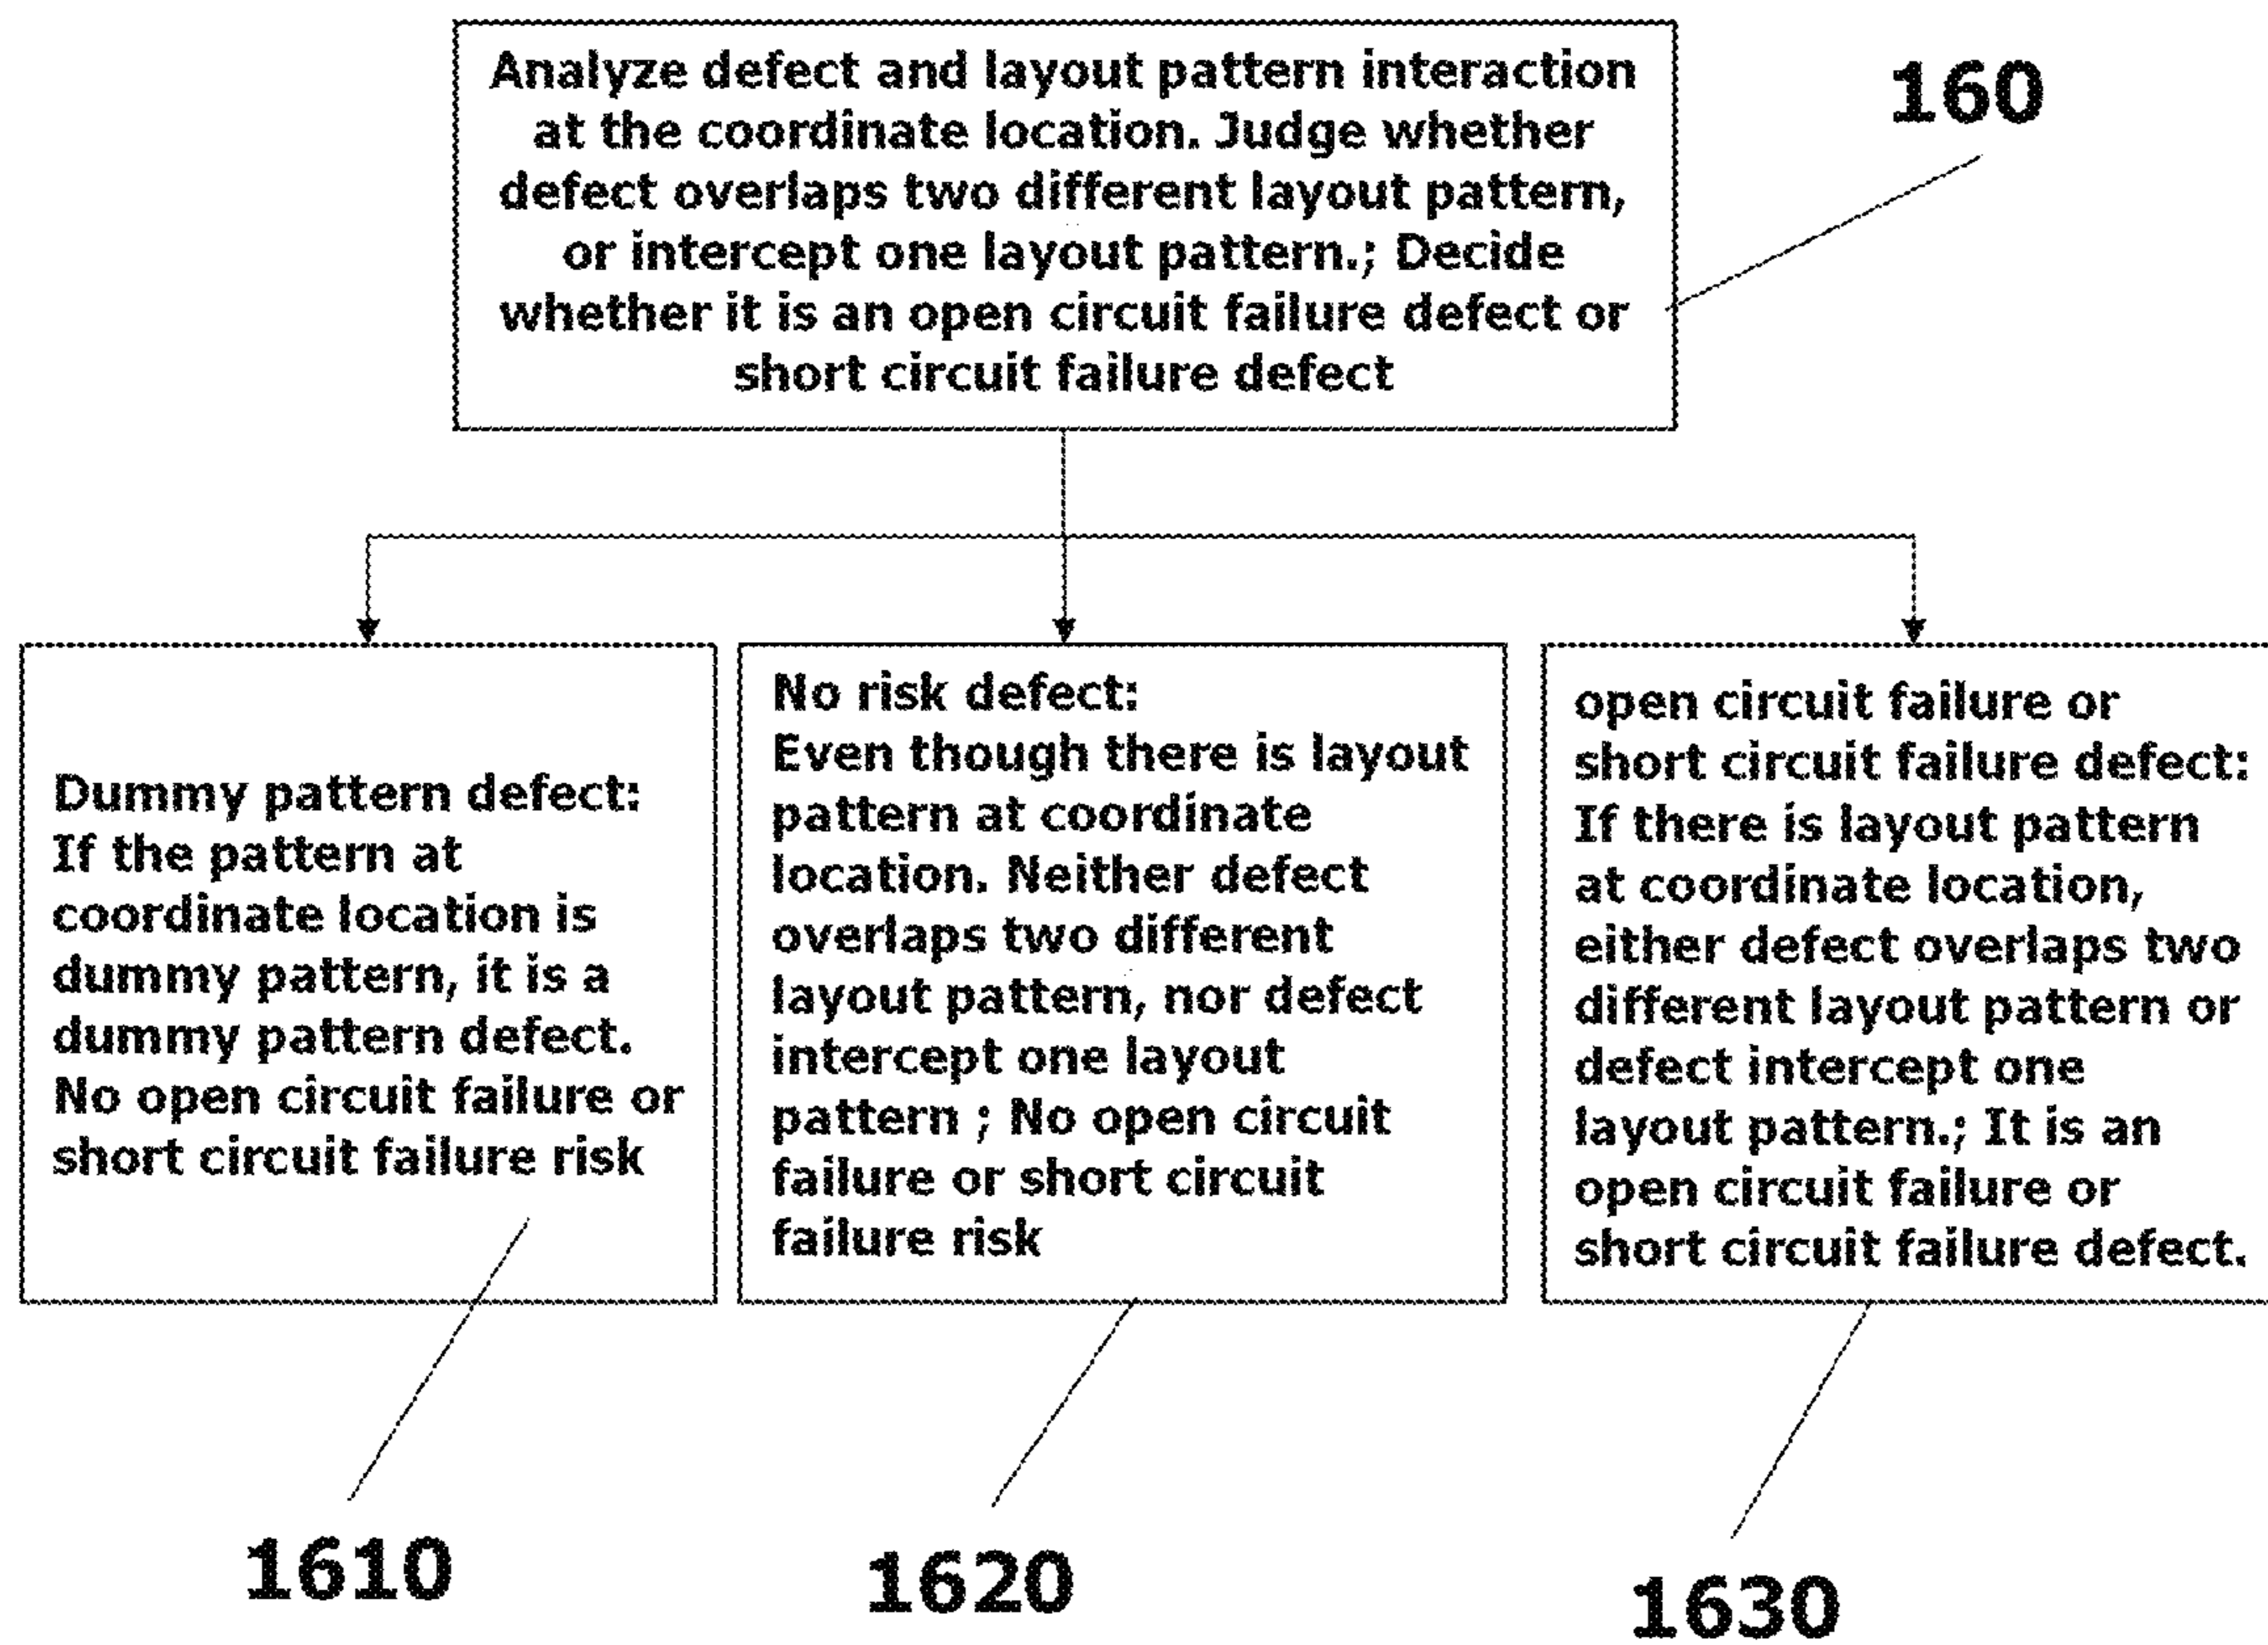 Analyze defect and layout pattern interaction
at the coordinate location. Judge whether
defect overlaps two different layout pattern,
or intercept one layout pattern.; Decide
whether it is an open circuit failure defect or
short circuit failure defect
160
Dummy pattern defect:
If the pattern at
coordinate location is
dummy pattern, it is a
dummy pattern defect.
No open circuit failure or
short circuit failure risk
No risk defect:
Even though there is layout
pattern at coordinate
location. Neither defect
overlaps two different
layout pattern, nor defect
intercept one layout
pattern ; No open circuit
failure or short circuit
failure risk
open circuit failure or
short circuit failure defect:
If there is layout pattern
at coordinate location,
either defect overlaps two
different layout pattern or
defect intercept one
layout pattern.; It is an
open circuit failure or
short circuit failure defect.
1610
1620
1630